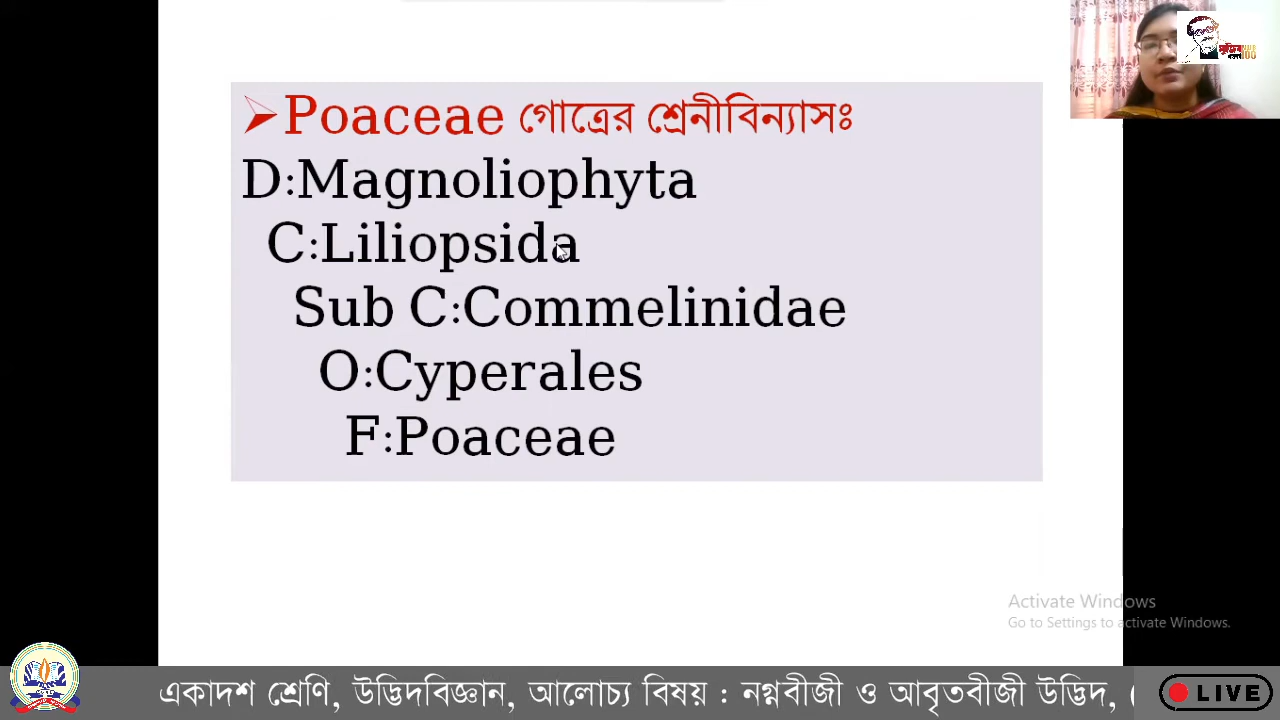 Poaceae গোত্রের শ্রেনীবিন্যাসঃ
D:Magnoliophyta
C:Liliopsida
Sub C:Commelinidae
O:Cyperales
F:Poaceae
Activate Windows
Go to Settings to activate Windows.
একাদশ শ্রেণি, উদ্ভিদবিজ্ঞান, আলোচ্য বিষয় : নগ্নবীজী ও আবৃতবীজী উদ্ভিদ,
LIVE